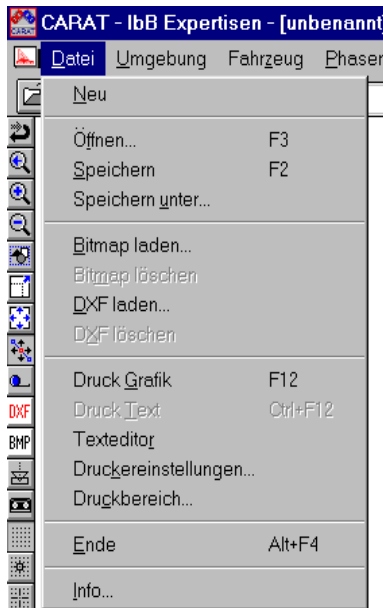 CARAT - IbB Expertisen - [unbenannt]
Datei Umgebung Fahrzeug Phasen
Neu
Öffnen... F3
Speichern F2
Speichern unter...
Bitmap laden...
Bitmap löschen
DXF laden...
DXF löschen
Druck Grafik F12
Druck Text Ctrl+F12
Texteditor
Druckereinstellungen...
Druckbereich...
Ende Alt+F4
Info...
DXF
BMP